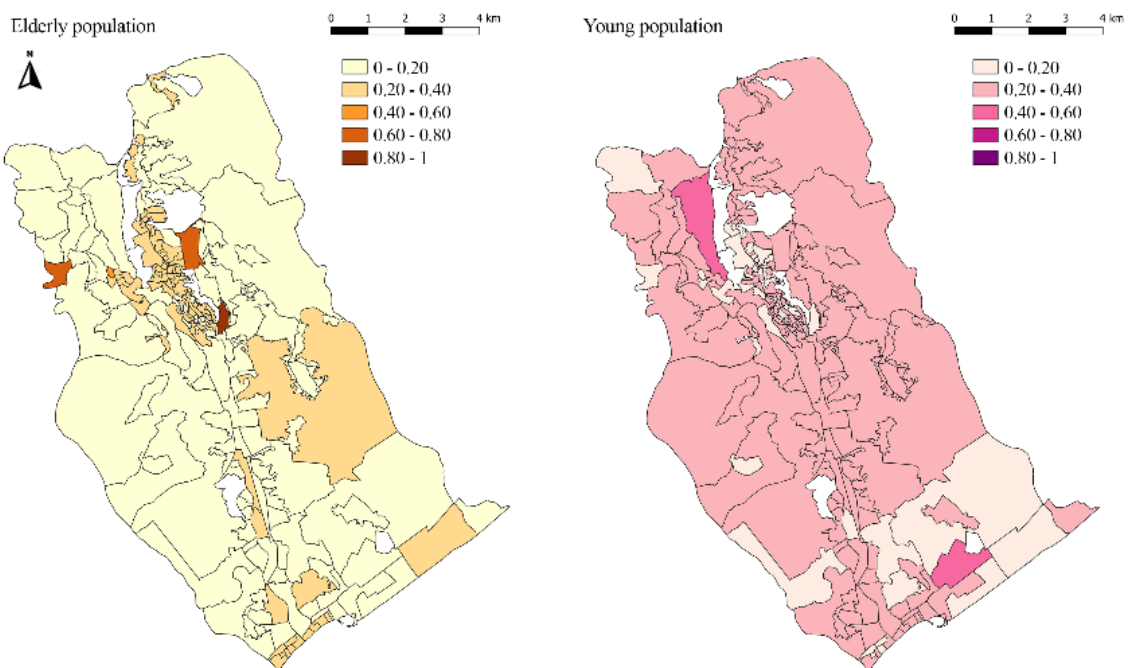 Elderly population
0 1 2 3 4 km
N
0 - 0,20
0,20 - 0,40
0,40 - 0,60
0,60 - 0,80
0,80 - 1
Young population
0 1 2 3 4 km
0 - 0,20
0,20 - 0,40
0,40 - 0,60
0,60 - 0,80
0,80 - 1